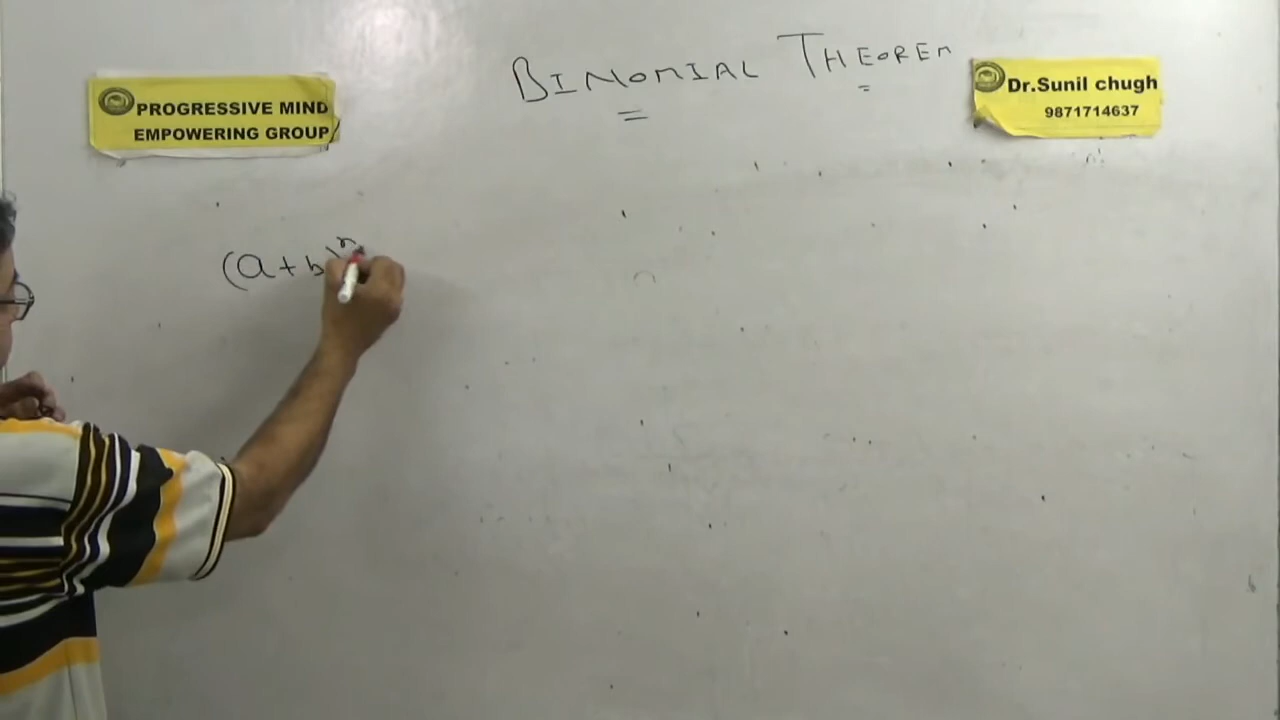 BINOMIAL THEOREM
PROGRESSIVE MIND
EMPOWERING GROUP
Dr.Sunil chugh
9871714637
(a+b)^n